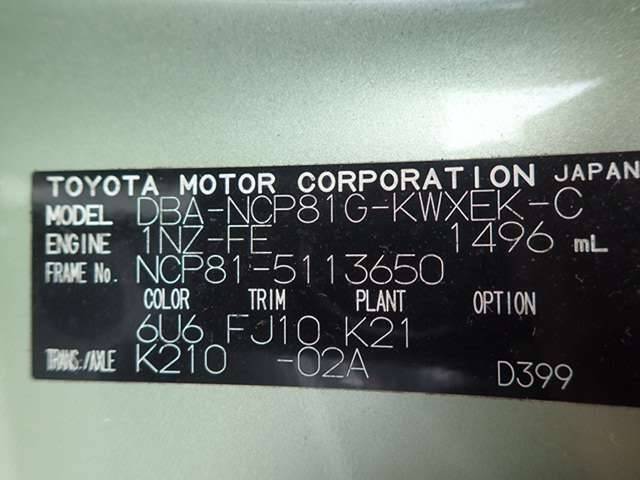 TOYOTA MOTOR CORPORATION JAPAN
MODEL DBA-NCP81G-KWXEK-C
ENGINE 1NZ-FE 1496 mL
FRAME No. NCP81-5113650
COLOR TRIM PLANT OPTION
6U6 FJ10 K21
TRANS./AXLE K210 -02A
D399